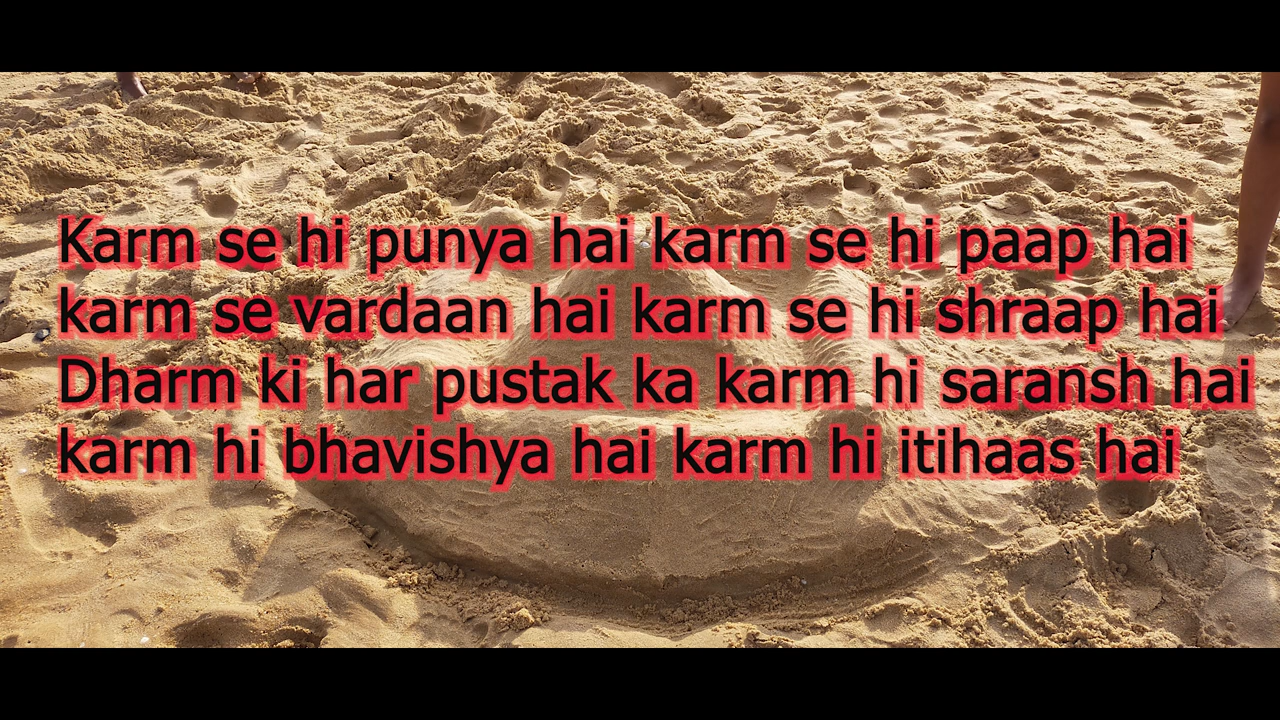 Karm se hi punya hai karm se hi paap hai
karm se vardaan hai karm se hi shraap hai
Dharm ki har pustak ka karm hi saransh hai
karm hi bhavishya hai karm hi itihaas hai